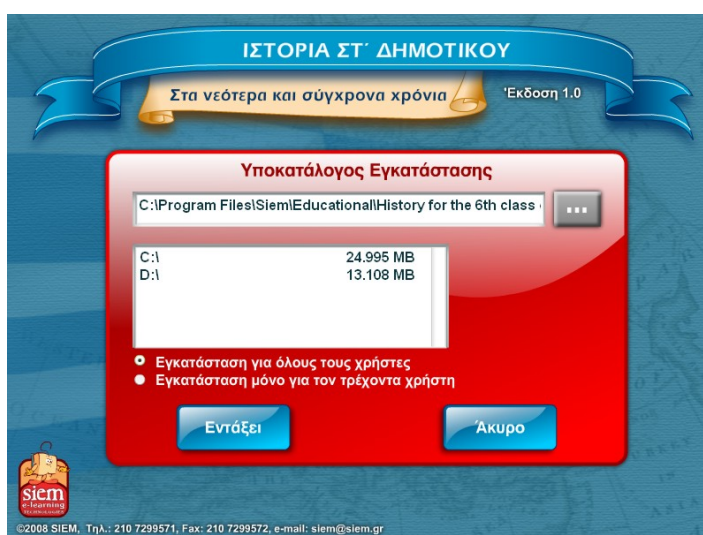 ΙΣΤΟΡΙΑ ΣΤ΄ ΔΗΜΟΤΙΚΟΥ
Στα νεότερα και σύγχρονα χρόνια
Έκδοση 1.0
Υποκατάλογος Εγκατάστασης
C:\Program Files\Siem\Educational\History for the 6th class
...
C:\ 24.995 MB
D:\ 13.108 MB
Εγκατάσταση για όλους τους χρήστες
Εγκατάσταση μόνο για τον τρέχοντα χρήστη
Εντάξει
Άκυρο
siem
e-learning
©2008 SIEM, Τηλ.: 210 7299571, Fax: 210 7299572, e-mail: siem@siem.gr